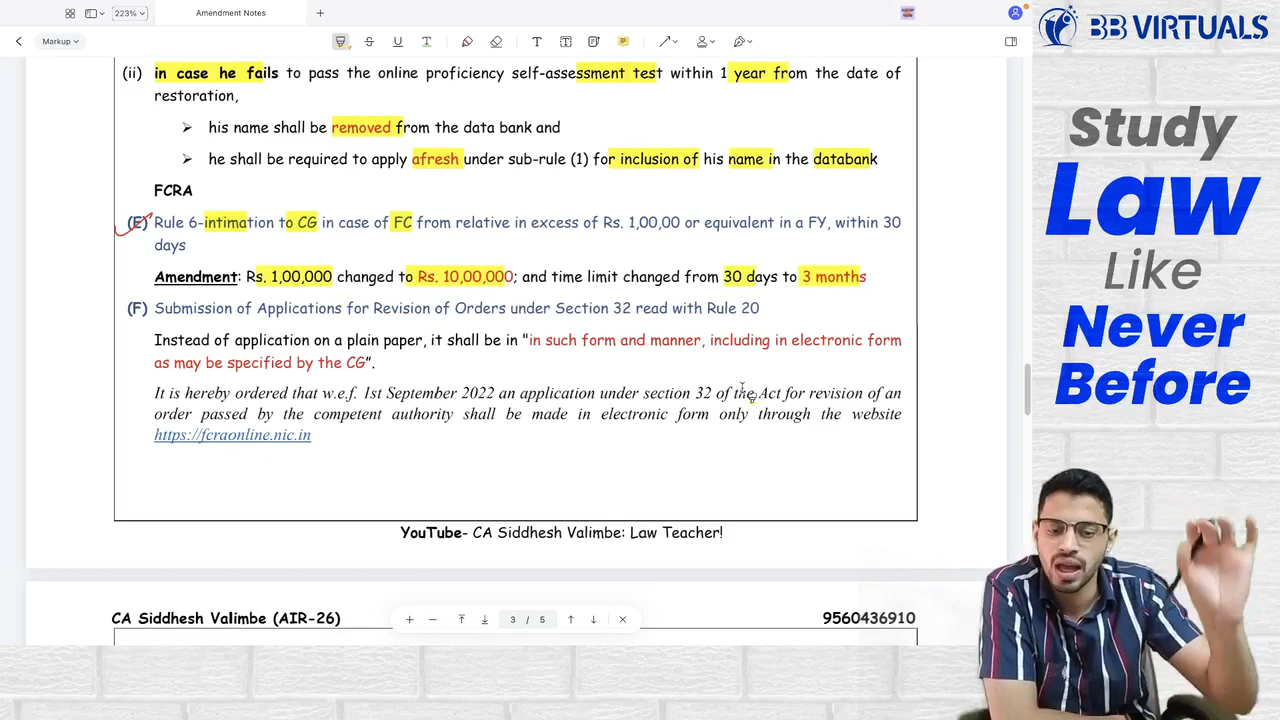 223%
Amendment Notes
BB VIRTUALS
Markup
(ii) in case he fails to pass the online proficiency self-assessment test within 1 year from the date of
restoration,
his name shall be removed from the data bank and
he shall be required to apply afresh under sub-rule (1) for inclusion of his name in the databank
FCRA
(E) Rule 6-intimation to CG in case of FC from relative in excess of Rs. 1,00,00 or equivalent in a FY, within 30
days
Amendment: Rs. 1,00,000 changed to Rs. 10,00,000; and time limit changed from 30 days to 3 months
(F) Submission of Applications for Revision of Orders under Section 32 read with Rule 20
Instead of application on a plain paper, it shall be in "in such form and manner, including in electronic form
as may be specified by the CG”.
It is hereby ordered that w.e.f. 1st September 2022 an application under section 32 of the Act for revision of an
order passed by the competent authority shall be made in electronic form only through the website
https://fcraonline.nic.in
YouTube- CA Siddhesh Valimbe: Law Teacher!
CA Siddhesh Valimbe (AIR-26)
3 / 5
9560436910
Study
Law
Like
Never
Before